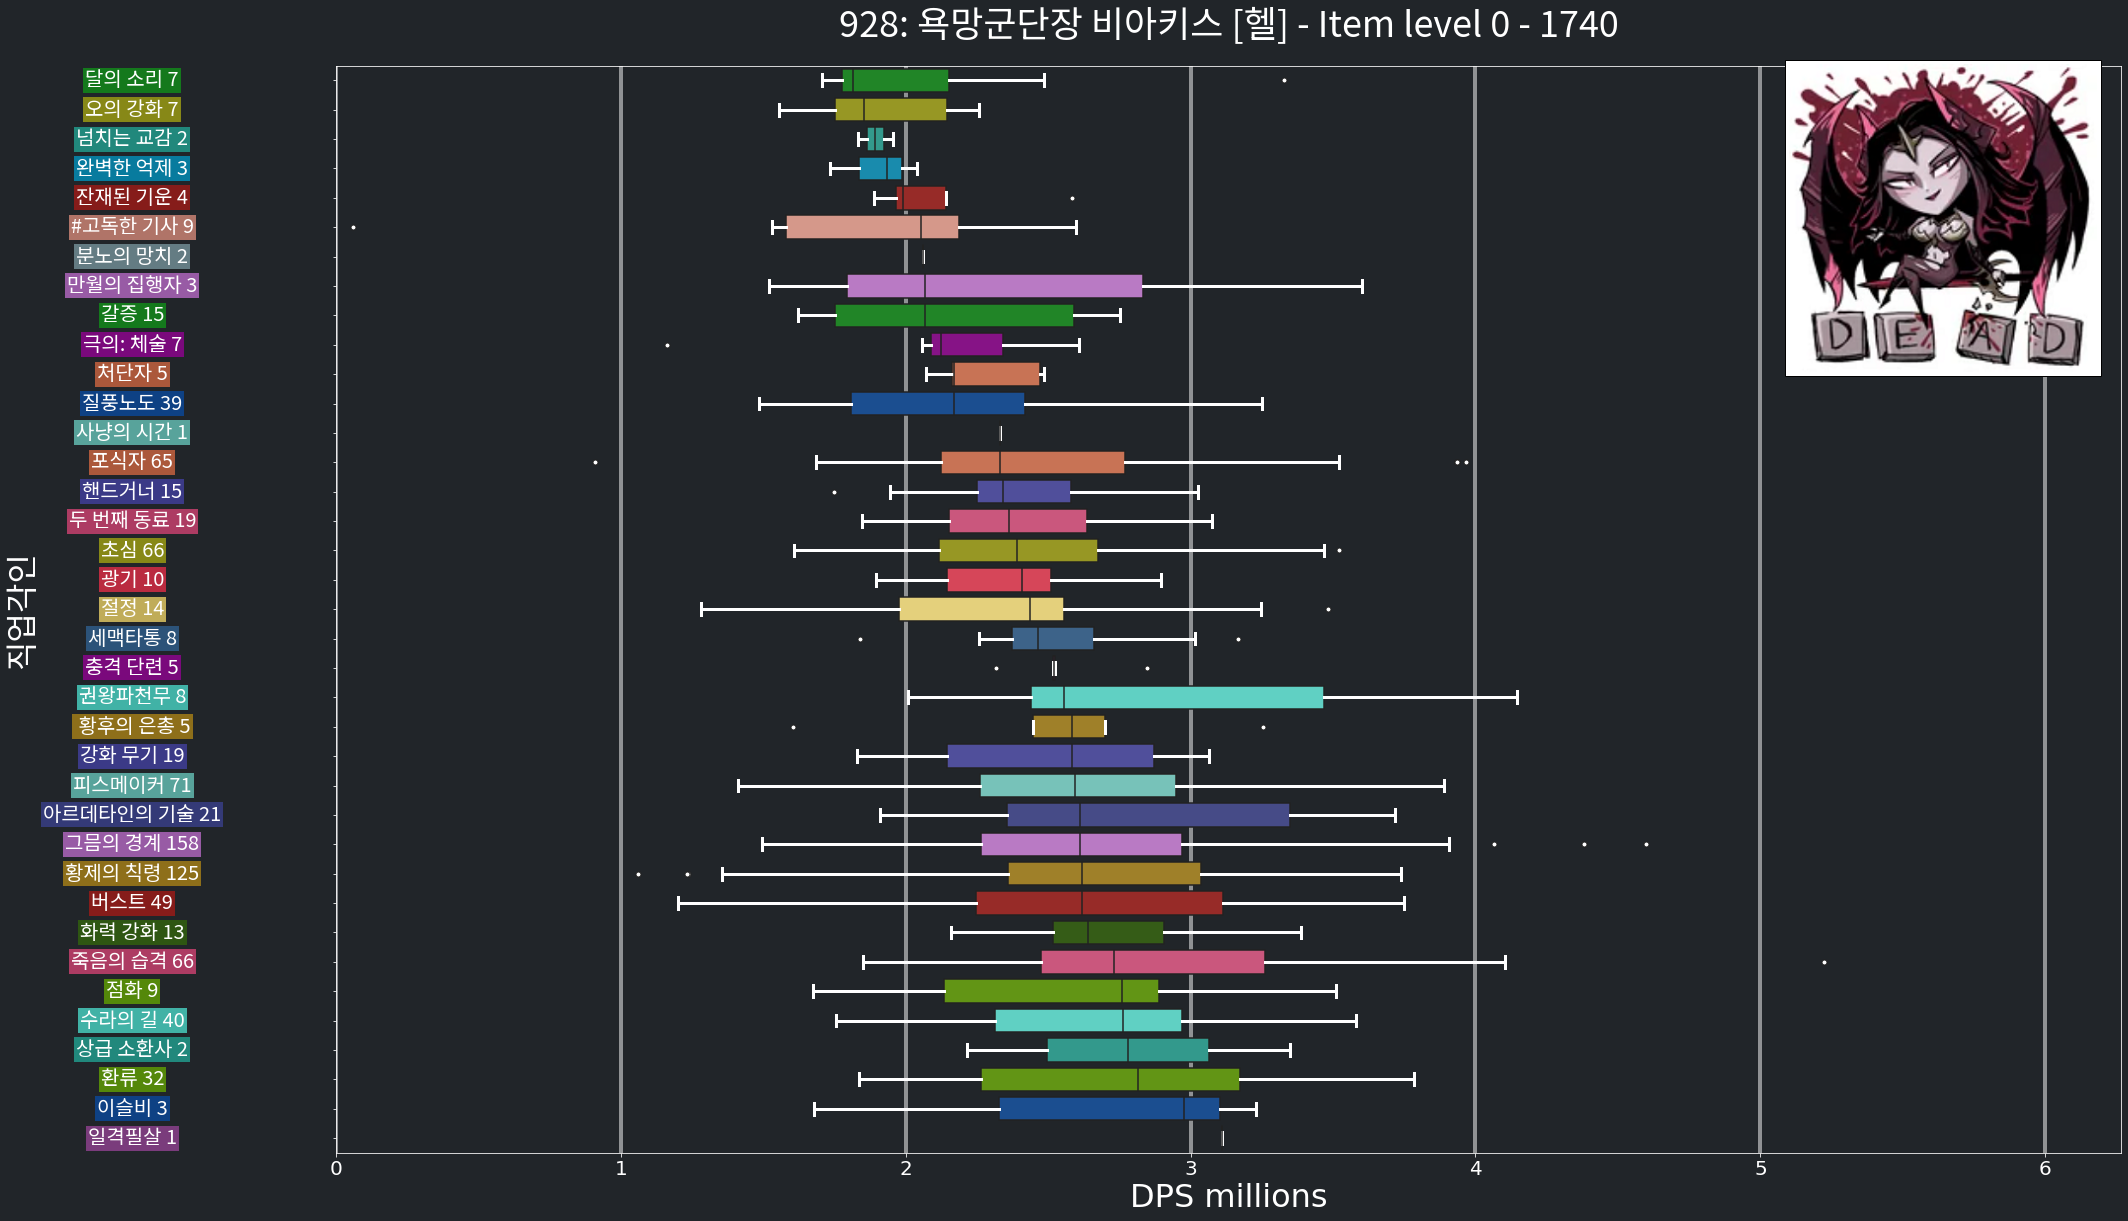 928: 욕망군단장 비아키스 [헬] - Item level 0 - 1740
달의 소리 7
오의 강화 7
넘치는 교감 2
완벽한 억제 3
잔재된 기운 4
#고독한 기사 9
분노의 망치 2
만월의 집행자 3
갈증 15
극의: 체술 7
처단자 5
질풍노도 39
사냥의 시간 1
포식자 65
핸드거너 15
두 번째 동료 19
초심 66
광기 10
절정 14
세맥타통 8
충격 단련 5
권왕파천무 8
황후의 은총 5
강화 무기 19
피스메이커 71
아르데타인의 기술 21
그믐의 경계 158
황제의 칙령 125
버스트 49
화력 강화 13
죽음의 습격 66
점화 9
수라의 길 40
상급 소환사 2
환류 32
이슬비 3
일격필살 1
직업각인
0 1 2 3 4 5 6
DPS millions
D E A D